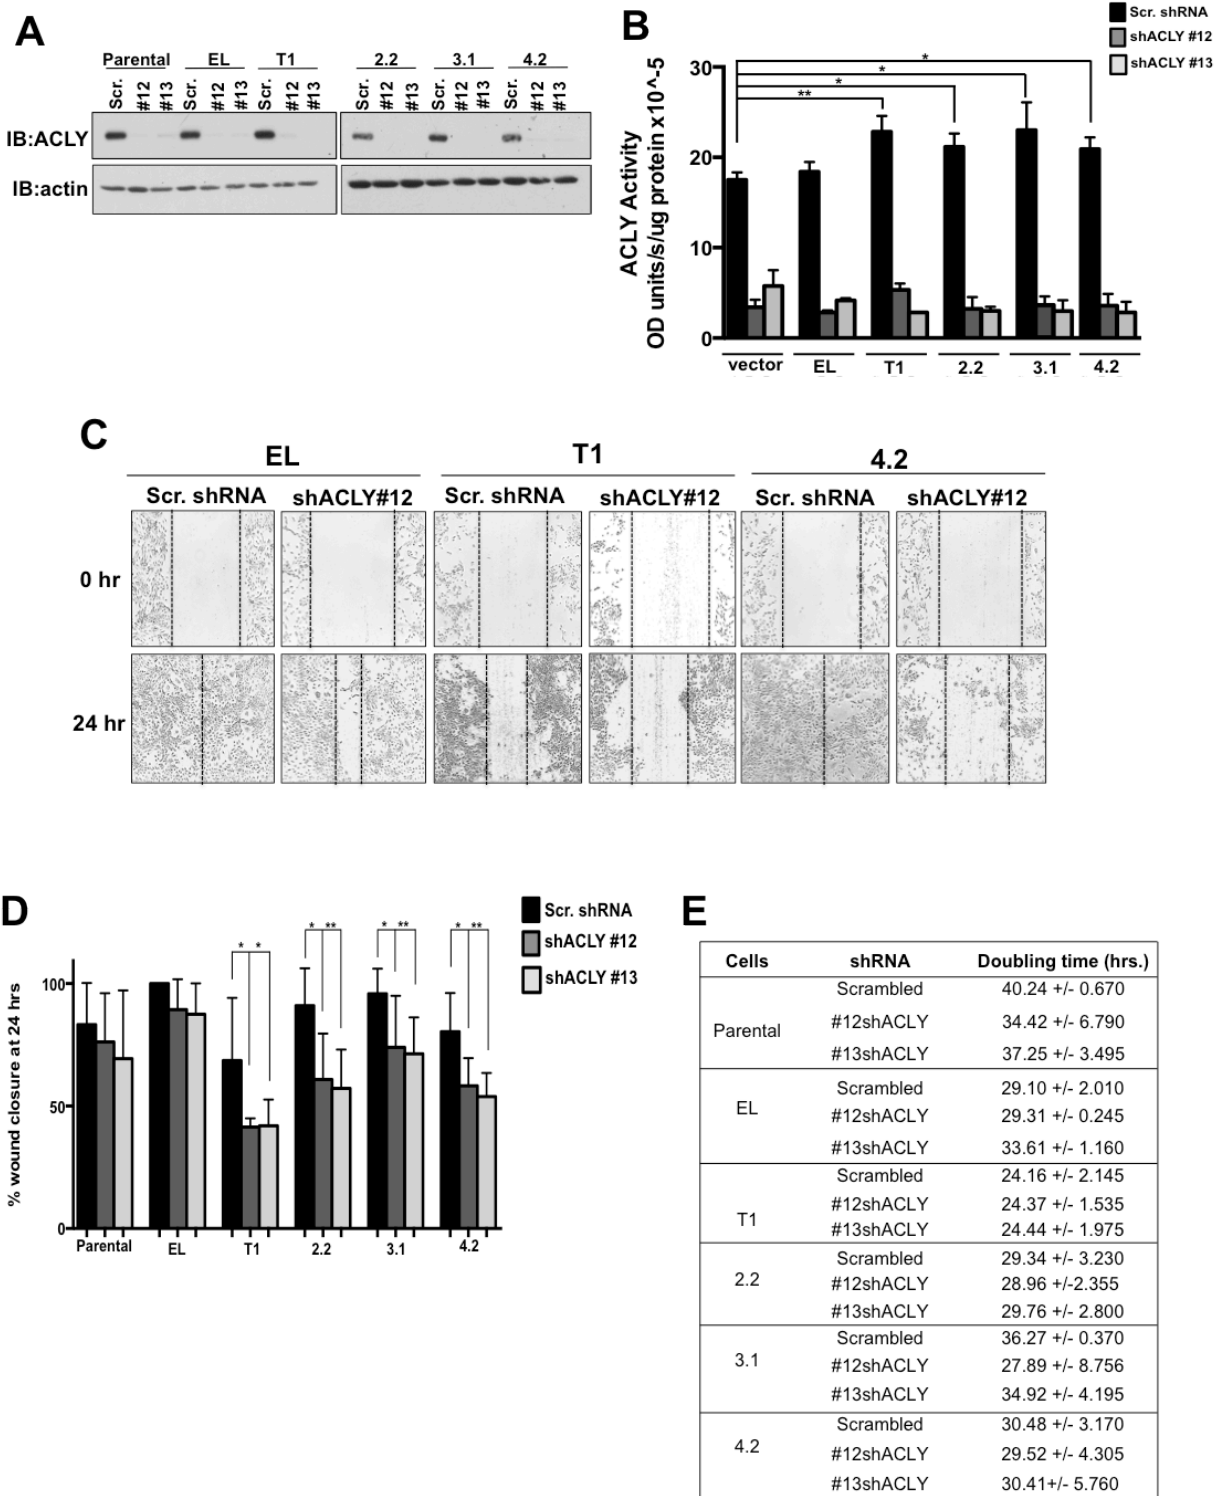 A
Parental EL T1 2.2 3.1 4.2
Scr. #12 #13 Scr. #12 #13 Scr. #12 #13 Scr. #12 #13 Scr. #12 #13 Scr. #12 #13
IB:ACLY
IB:actin
B
Scr. shRNA
shACLY #12
shACLY #13
ACLY Activity
OD units/s/ug protein x10^-5
30
20
10
0
** * * *
vector EL T1 2.2 3.1 4.2
C
EL T1 4.2
Scr. shRNA shACLY#12 Scr. shRNA shACLY#12 Scr. shRNA shACLY#12
0 hr
24 hr
D
Scr. shRNA
shACLY #12
shACLY #13
% wound closure at 24 hrs
100
50
0
* * * ** * ** * **
Parental EL T1 2.2 3.1 4.2
E
Cells shRNA Doubling time (hrs.)
Scrambled 40.24 +/- 0.670
Parental #12shACLY 34.42 +/- 6.790
#13shACLY 37.25 +/- 3.495
Scrambled 29.10 +/- 2.010
EL #12shACLY 29.31 +/- 0.245
#13shACLY 33.61 +/- 1.160
Scrambled 24.16 +/- 2.145
#12shACLY 24.37 +/- 1.535
T1 #13shACLY 24.44 +/- 1.975
Scrambled 29.34 +/- 3.230
2.2 #12shACLY 28.96 +/-2.355
#13shACLY 29.76 +/- 2.800
Scrambled 36.27 +/- 0.370
3.1 #12shACLY 27.89 +/- 8.756
#13shACLY 34.92 +/- 4.195
Scrambled 30.48 +/- 3.170
4.2 #12shACLY 29.52 +/- 4.305
#13shACLY 30.41+/- 5.760